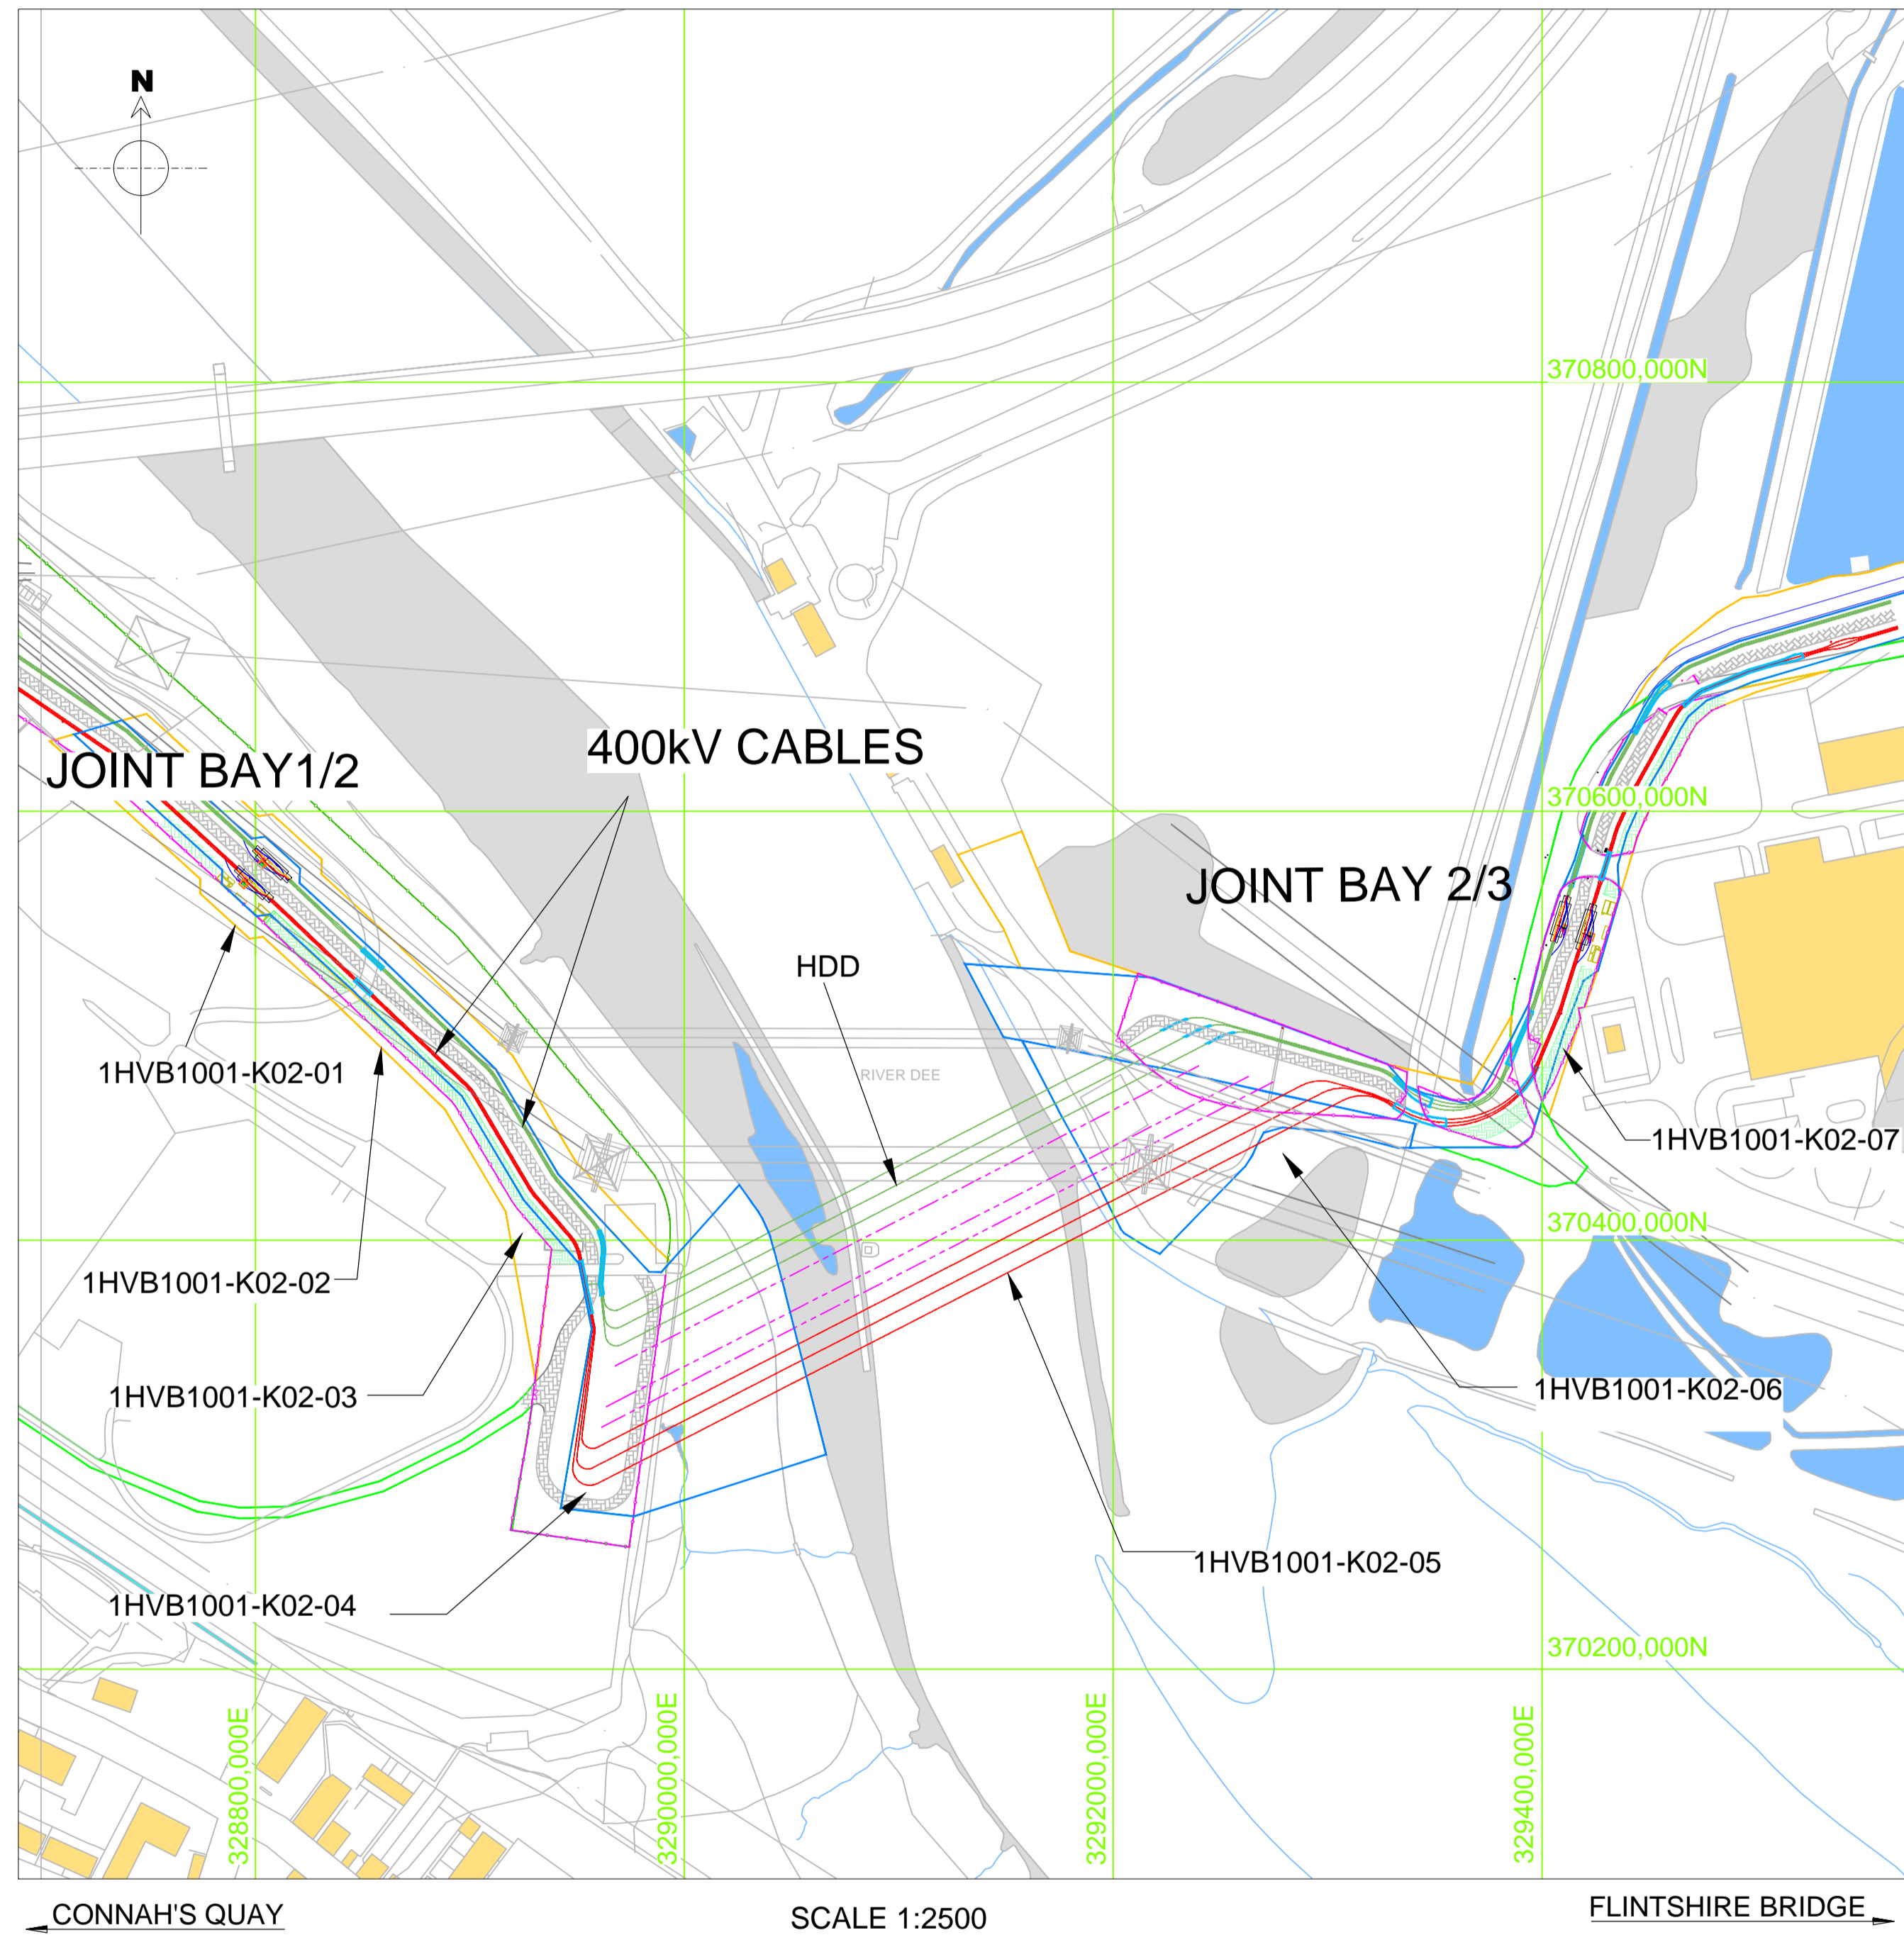 N
370800,000N
JOINT BAY1/2
400kV CABLES
370600,000N
JOINT BAY 2/3
HDD
RIVER DEE
1HVB1001-K02-01
1HVB1001-K02-07
370400,000N
1HVB1001-K02-02
1HVB1001-K02-03
1HVB1001-K02-06
1HVB1001-K02-05
1HVB1001-K02-04
370200,000N
328800,000E
329000,000E
329200,000E
329400,000E
CONNAH'S QUAY
SCALE 1:2500
FLINTSHIRE BRIDGE